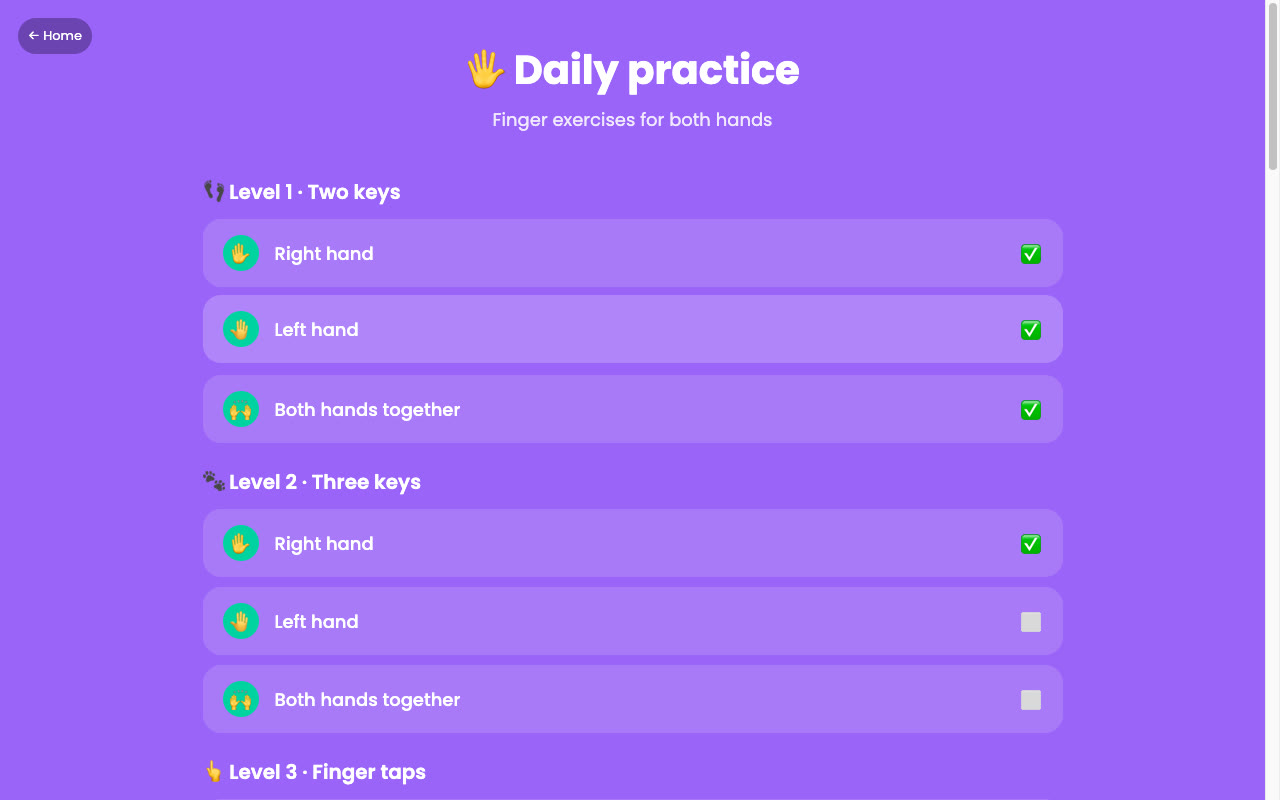 ← Home
🖐 Daily practice
Finger exercises for both hands
👣 Level 1 · Two keys
Right hand
Left hand
Both hands together
🐾 Level 2 · Three keys
Right hand
Left hand
Both hands together
👆 Level 3 · Finger taps